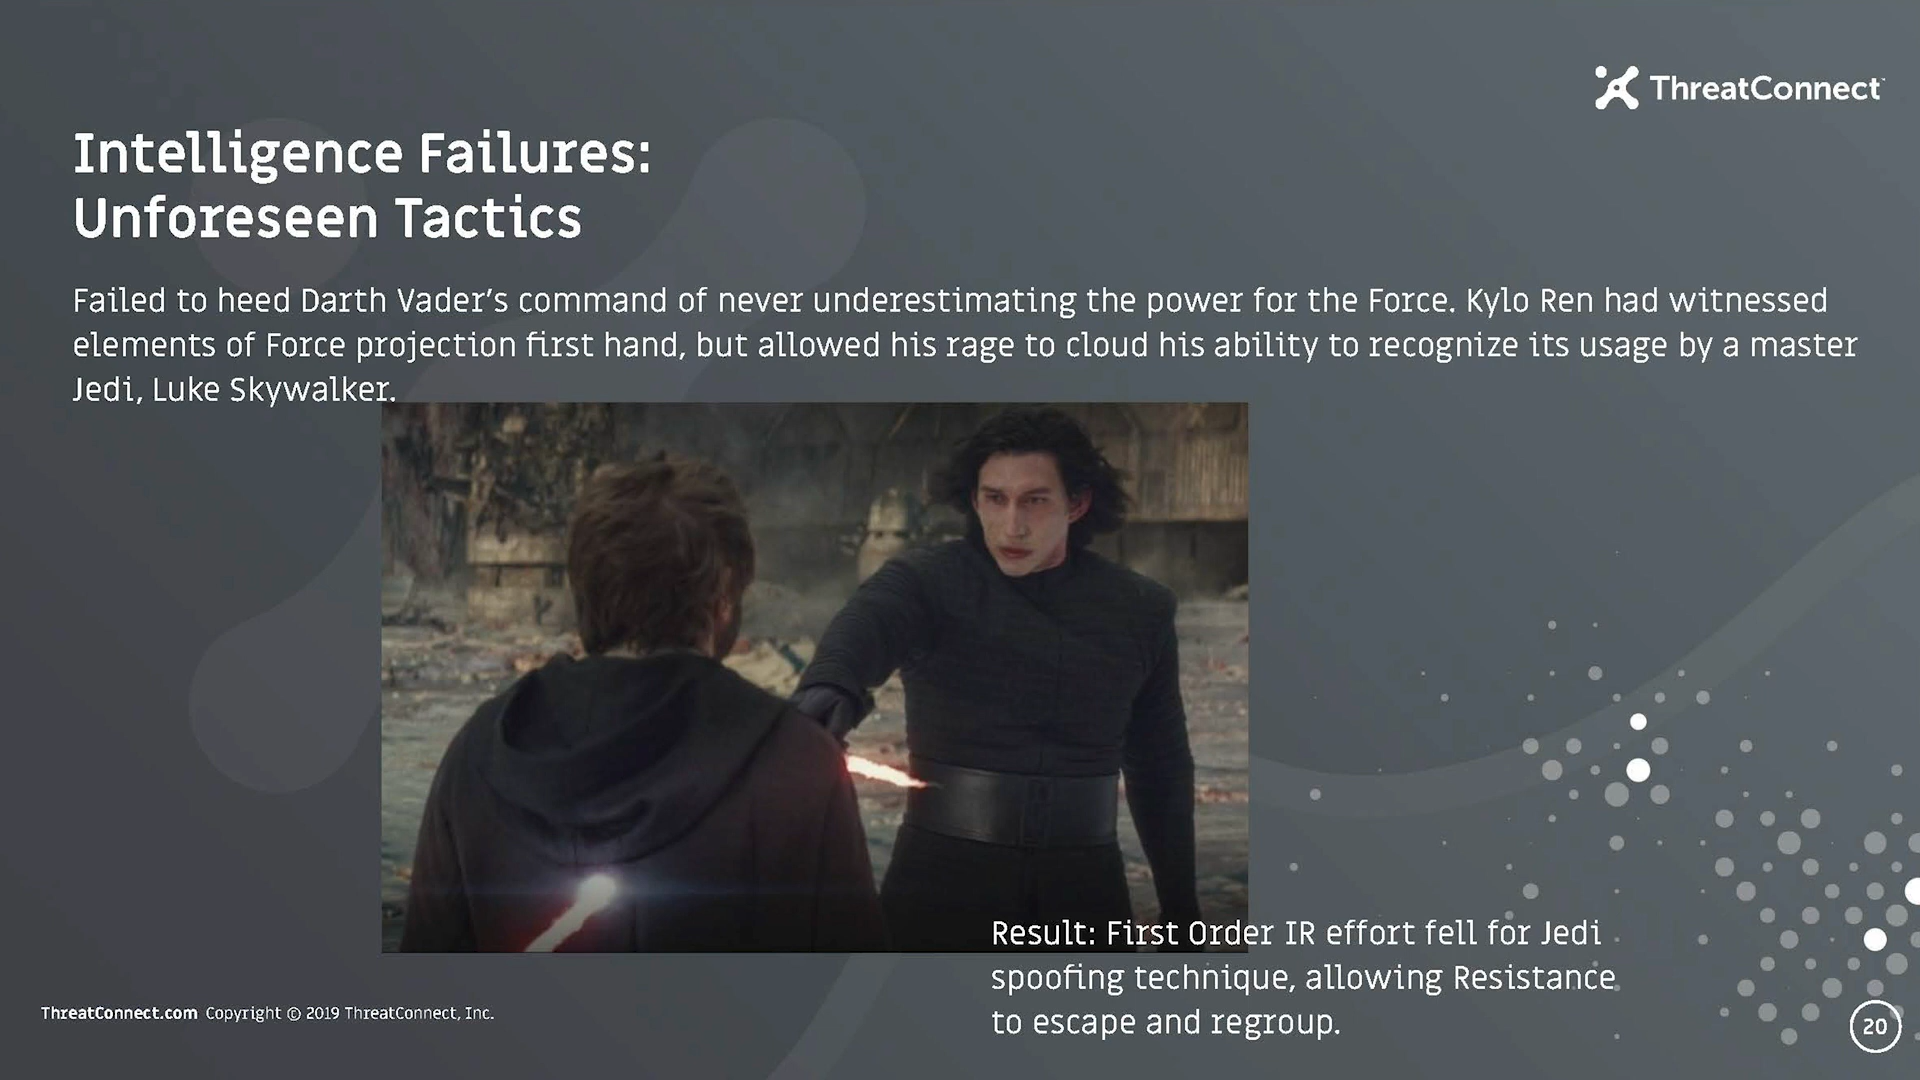 ThreatConnect™
Intelligence Failures:
Unforeseen Tactics
Failed to heed Darth Vader’s command of never underestimating the power for the Force. Kylo Ren had witnessed
elements of Force projection first hand, but allowed his rage to cloud his ability to recognize its usage by a master
Jedi, Luke Skywalker.
Result: First Order IR effort fell for Jedi
spoofing technique, allowing Resistance
to escape and regroup.
ThreatConnect.com Copyright © 2019 ThreatConnect, Inc.
20